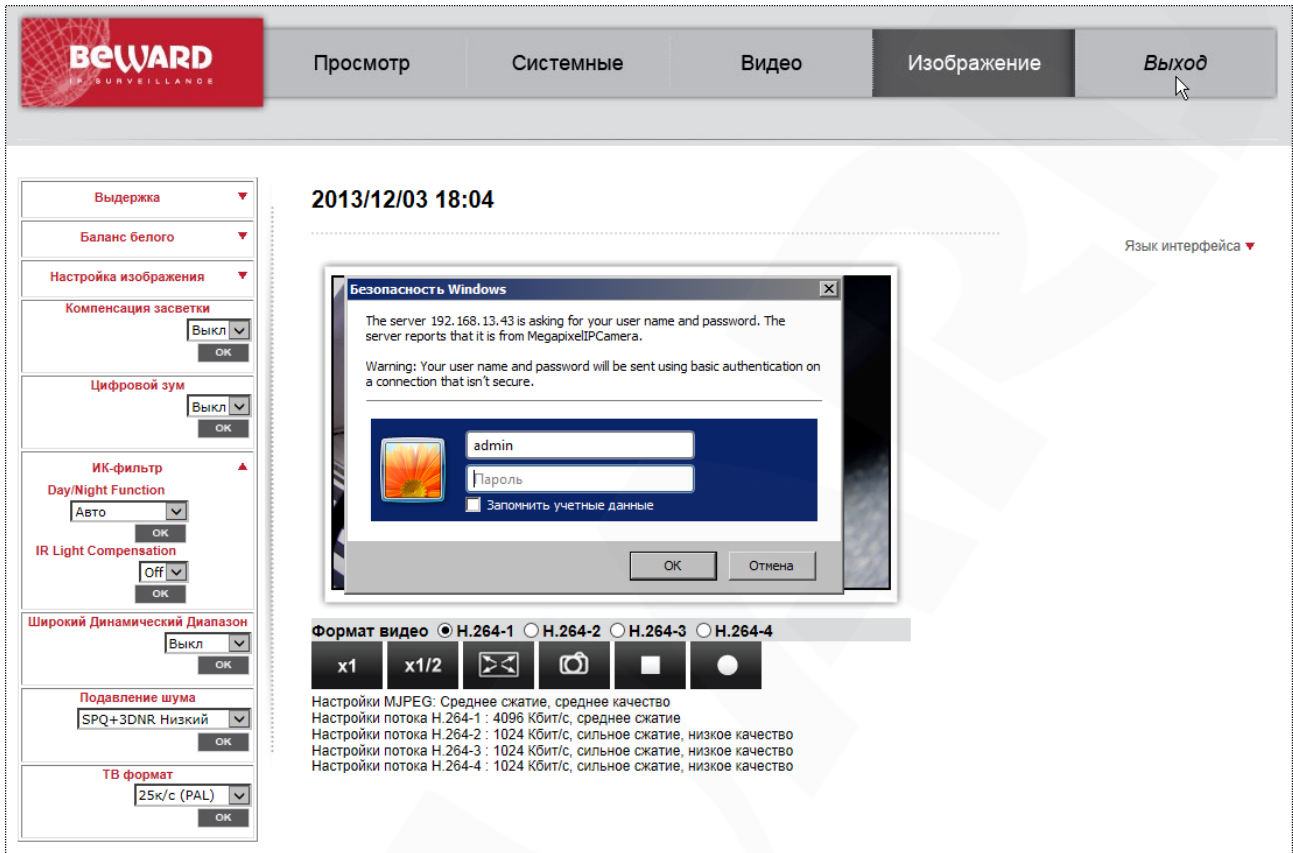 BEWARD
IP SURVEILLANCE
Просмотр
Системные
Видео
Изображение
Выход
2013/12/03 18:04
Язык интерфейса
Выдержка
Баланс белого
Настройка изображения
Компенсация засветки
Выкл
ОК
Цифровой зум
Выкл
ОК
ИК-фильтр
Day/Night Function
Авто
ОК
IR Light Compensation
Off
ОК
Широкий Динамический Диапазон
Выкл
ОК
Подавление шума
SPQ+3DNR Низкий
ОК
ТВ формат
25к/с (PAL)
ОК
Безопасность Windows
The server 192.168.13.43 is asking for your user name and password. The
server reports that it is from MegapixelIPCamera.
Warning: Your user name and password will be sent using basic authentication on
a connection that isn't secure.
admin
Пароль
Запомнить учетные данные
ОК
Отмена
Формат видео H.264-1 H.264-2 H.264-3 H.264-4
x1
x1/2
Настройки MJPEG: Среднее сжатие, среднее качество
Настройки потока H.264-1 : 4096 Кбит/с, среднее сжатие
Настройки потока H.264-2 : 1024 Кбит/с, сильное сжатие, низкое качество
Настройки потока H.264-3 : 1024 Кбит/с, сильное сжатие, низкое качество
Настройки потока H.264-4 : 1024 Кбит/с, сильное сжатие, низкое качество